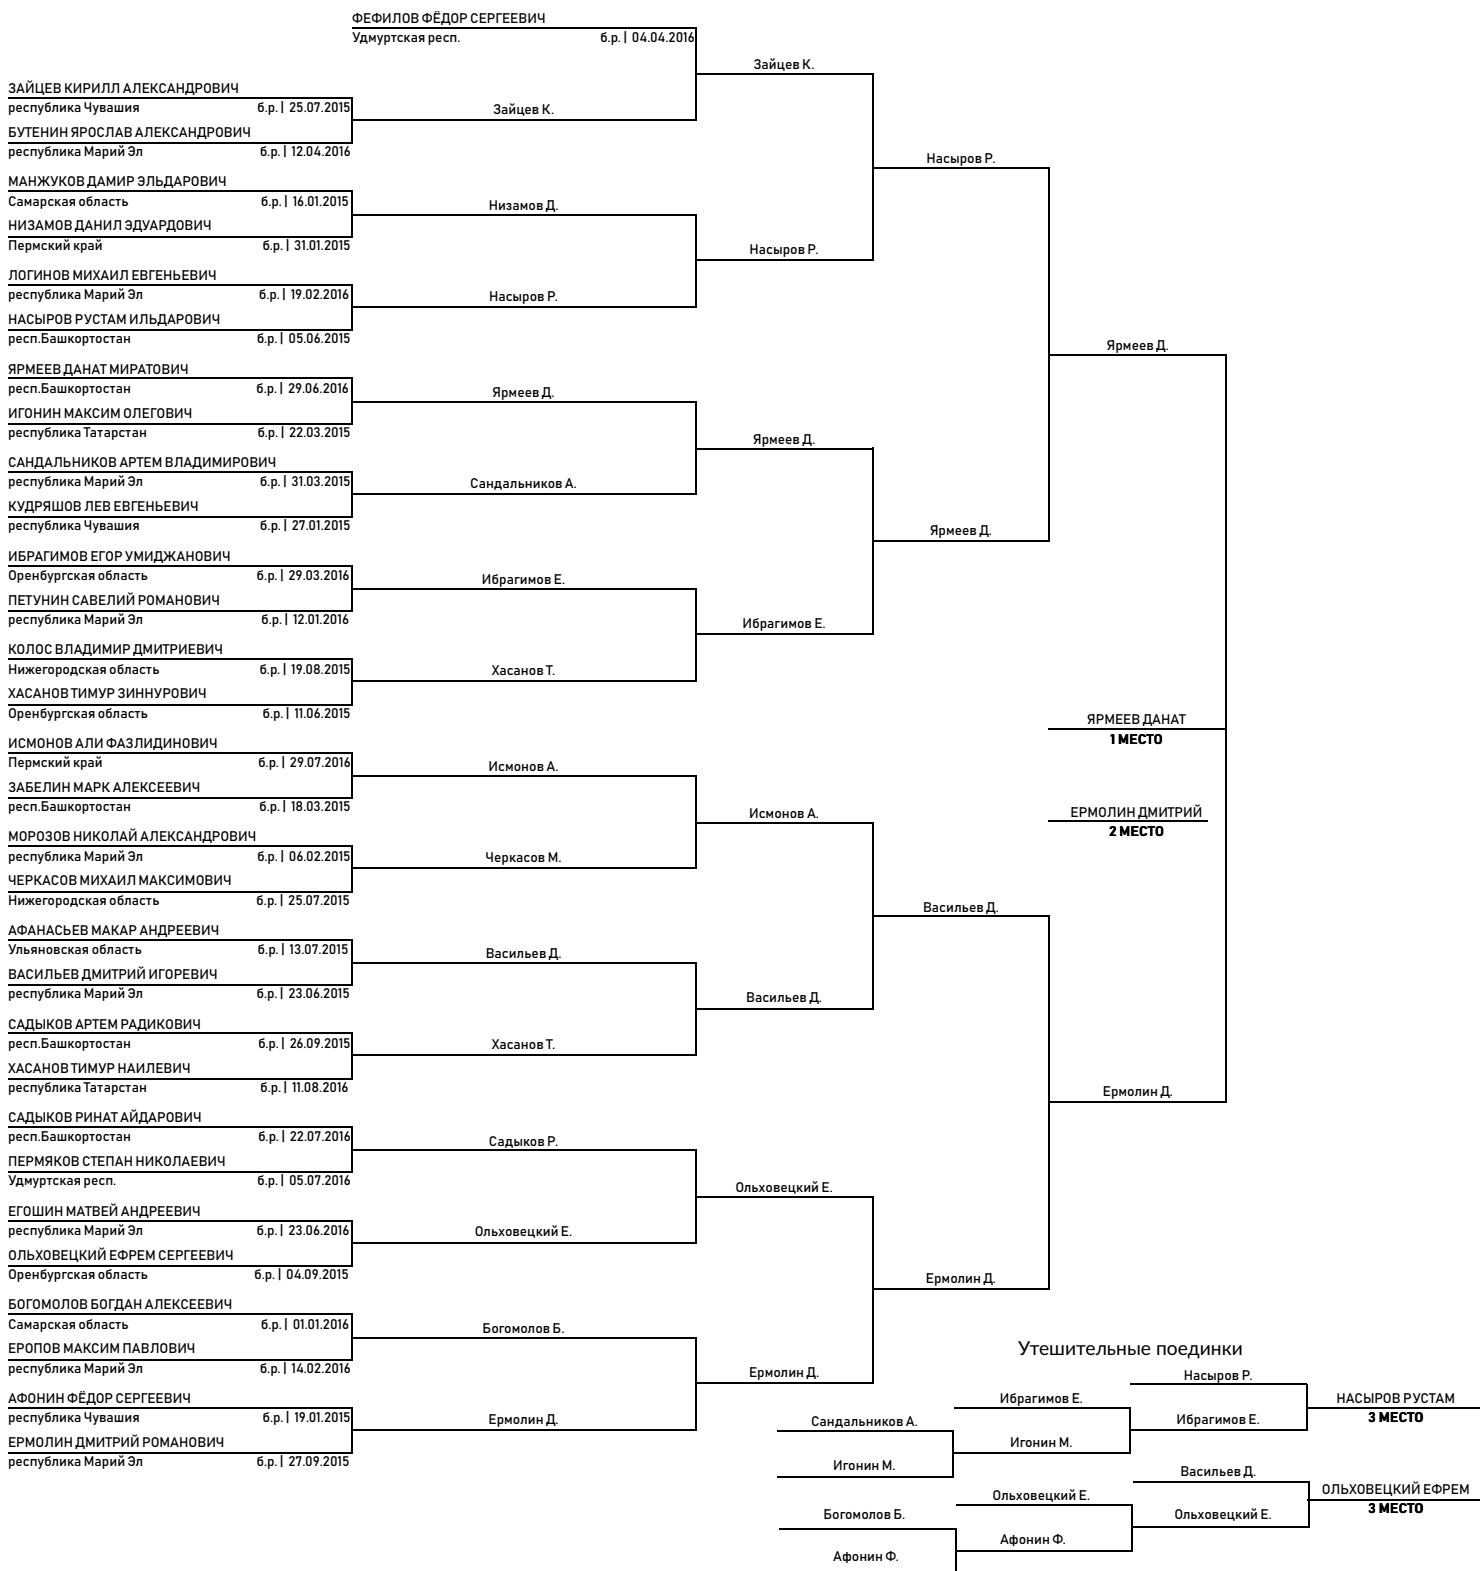 ФЕФИЛОВ ФЁДОР СЕРГЕЕВИЧ
Удмуртская респ. б.р. | 04.04.2016
Зайцев К.
ЗАЙЦЕВ КИРИЛЛ АЛЕКСАНДРОВИЧ
республика Чувашия б.р. | 25.07.2015
Зайцев К.
БУТЕНИН ЯРОСЛАВ АЛЕКСАНДРОВИЧ
республика Марий Эл б.р. | 12.04.2016
Насыров Р.
МАНЖУКОВ ДАМИР ЭЛЬДАРОВИЧ
Самарская область б.р. | 16.01.2015
Низамов Д.
НИЗАМОВ ДАНИЛ ЭДУАРДОВИЧ
Пермский край б.р. | 31.01.2015
Насыров Р.
ЛОГИНОВ МИХАИЛ ЕВГЕНЬЕВИЧ
республика Марий Эл б.р. | 19.02.2016
Насыров Р.
НАСЫРОВ РУСТАМ ИЛЬДАРОВИЧ
респ.Башкортостан б.р. | 05.06.2015
Ярмеев Д.
ЯРМЕЕВ ДАНАТ МИРАТОВИЧ
респ.Башкортостан б.р. | 29.06.2016
Ярмеев Д.
ИГОНИН МАКСИМ ОЛЕГОВИЧ
республика Татарстан б.р. | 22.03.2015
Ярмеев Д.
САНДАЛЬНИКОВ АРТЕМ ВЛАДИМИРОВИЧ
республика Марий Эл б.р. | 31.03.2015
Сандальников А.
КУДРЯШОВ ЛЕВ ЕВГЕНЬЕВИЧ
республика Чувашия б.р. | 27.01.2015
Ярмеев Д.
ИБРАГИМОВ ЕГОР УМИДЖАНОВИЧ
Оренбургская область б.р. | 29.03.2016
Ибрагимов Е.
ПЕТУНИН САВЕЛИЙ РОМАНОВИЧ
республика Марий Эл б.р. | 12.01.2016
Ибрагимов Е.
КОЛОС ВЛАДИМИР ДМИТРИЕВИЧ
Нижегородская область б.р. | 19.08.2015
Хасанов Т.
ХАСАНОВ ТИМУР ЗИННУРОВИЧ
Оренбургская область б.р. | 11.06.2015
ЯРМЕЕВ ДАНАТ
1 МЕСТО
ИСМОНОВ АЛИ ФАЗЛИДИНОВИЧ
Пермский край б.р. | 29.07.2016
Исмонов А.
ЗАБЕЛИН МАРК АЛЕКСЕЕВИЧ
респ.Башкортостан б.р. | 18.03.2015
Исмонов А.
ЕРМОЛИН ДМИТРИЙ
2 МЕСТО
МОРОЗОВ НИКОЛАЙ АЛЕКСАНДРОВИЧ
республика Марий Эл б.р. | 06.02.2015
Черкасов М.
ЧЕРКАСОВ МИХАИЛ МАКСИМОВИЧ
Нижегородская область б.р. | 25.07.2015
Васильев Д.
АФАНАСЬЕВ МАКАР АНДРЕЕВИЧ
Ульяновская область б.р. | 13.07.2015
Васильев Д.
ВАСИЛЬЕВ ДМИТРИЙ ИГОРЕВИЧ
республика Марий Эл б.р. | 23.06.2015
Васильев Д.
САДЫКОВ АРТЕМ РАДИКОВИЧ
респ.Башкортостан б.р. | 26.09.2015
Хасанов Т.
ХАСАНОВ ТИМУР НАИЛЕВИЧ
республика Татарстан б.р. | 11.08.2016
Ермолин Д.
САДЫКОВ РИНАТ АЙДАРОВИЧ
респ.Башкортостан б.р. | 22.07.2016
Садыков Р.
ПЕРМЯКОВ СТЕПАН НИКОЛАЕВИЧ
Удмуртская респ. б.р. | 05.07.2016
Ольховецкий Е.
ЕГОШИН МАТВЕЙ АНДРЕЕВИЧ
республика Марий Эл б.р. | 23.06.2016
Ольховецкий Е.
ОЛЬХОВЕЦКИЙ ЕФРЕМ СЕРГЕЕВИЧ
Оренбургская область б.р. | 04.09.2015
Ермолин Д.
БОГОМОЛОВ БОГДАН АЛЕКСЕЕВИЧ
Самарская область б.р. | 01.01.2016
Богомолов Б.
ЕРОПОВ МАКСИМ ПАВЛОВИЧ
республика Марий Эл б.р. | 14.02.2016
Ермолин Д.
АФОНИН ФЁДОР СЕРГЕЕВИЧ
республика Чувашия б.р. | 19.01.2015
Ермолин Д.
ЕРМОЛИН ДМИТРИЙ РОМАНОВИЧ
республика Марий Эл б.р. | 27.09.2015
Утешительные поединки
Насыров Р.
Ибрагимов Е.
НАСЫРОВ РУСТАМ
3 МЕСТО
Сандальников А.
Ибрагимов Е.
Игонин М.
Игонин М.
Васильев Д.
Ольховецкий Е.
ОЛЬХОВЕЦКИЙ ЕФРЕМ
3 МЕСТО
Богомолов Б.
Ольховецкий Е.
Афонин Ф.
Афонин Ф.